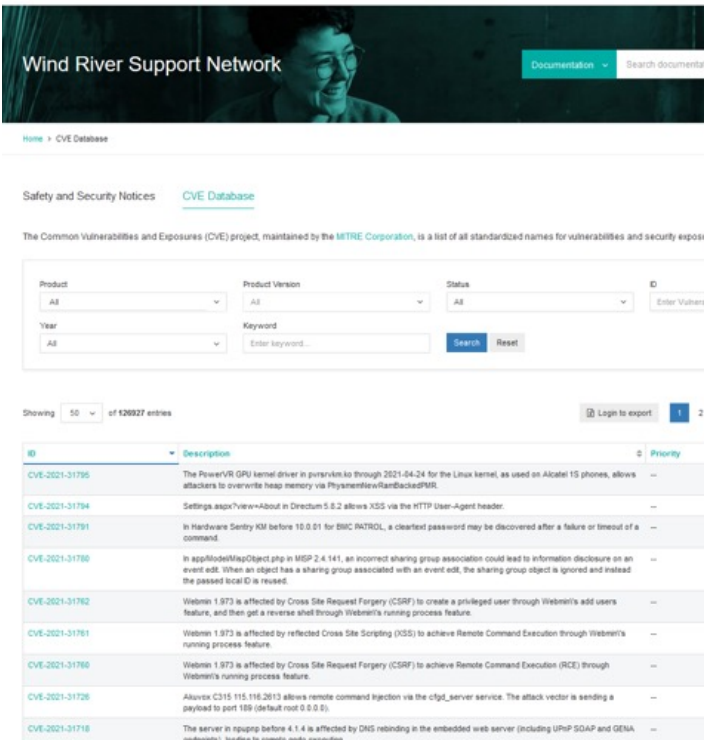 Wind River Support Network
Documentation
Search documentat
Home > CVE Database
Safety and Security Notices
CVE Database
The Common Vulnerabilities and Exposures (CVE) project, maintained by the MITRE Corporation, is a list of all standardized names for vulnerabilities and security expos
Product
Product Version
Status
ID
All
All
All
Enter Vulnera
Year
Keyword
All
Enter keyword...
Search
Reset
Showing 50 of 126927 entries
Login to export
1
2
ID
Description
Priority
CVE-2021-31795
The PowerVR GPU kernel driver in pvrsrvkm.ko through 2021-04-24 for the Linux kernel, as used on Alcatel 1S phones, allows
attackers to overwrite heap memory via PhysmemNewRamBackedPMR.
--
CVE-2021-31794
Settings.aspx?view=About in Directum 5.8.2 allows XSS via the HTTP User-Agent header.
--
CVE-2021-31791
In Hardware Sentry KM before 10.0.01 for BMC PATROL, a cleartext password may be discovered after a failure or timeout of a
command.
--
CVE-2021-31780
In app/Model/MispObject.php in MISP 2.4.141, an incorrect sharing group association could lead to information disclosure on an
event edit. When an object has a sharing group associated with an event edit, the sharing group object is ignored and instead
the passed local ID is reused.
--
CVE-2021-31762
Webmin 1.973 is affected by Cross Site Request Forgery (CSRF) to create a privileged user through Webmin\'s add users
feature, and then get a reverse shell through Webmin\'s running process feature.
--
CVE-2021-31761
Webmin 1.973 is affected by reflected Cross Site Scripting (XSS) to achieve Remote Command Execution through Webmin\'s
running process feature.
--
CVE-2021-31760
Webmin 1.973 is affected by Cross Site Request Forgery (CSRF) to achieve Remote Command Execution (RCE) through
Webmin\'s running process feature.
--
CVE-2021-31726
Akuvox C315 115.116.2613 allows remote command injection via the cfgd_server service. The attack vector is sending a
payload to port 189 (default root 0.0.0.0).
--
CVE-2021-31718
The server in npupnp before 4.1.4 is affected by DNS rebinding in the embedded web server (including UPnP SOAP and GENA
endpoints), leading to remote code execution.
--